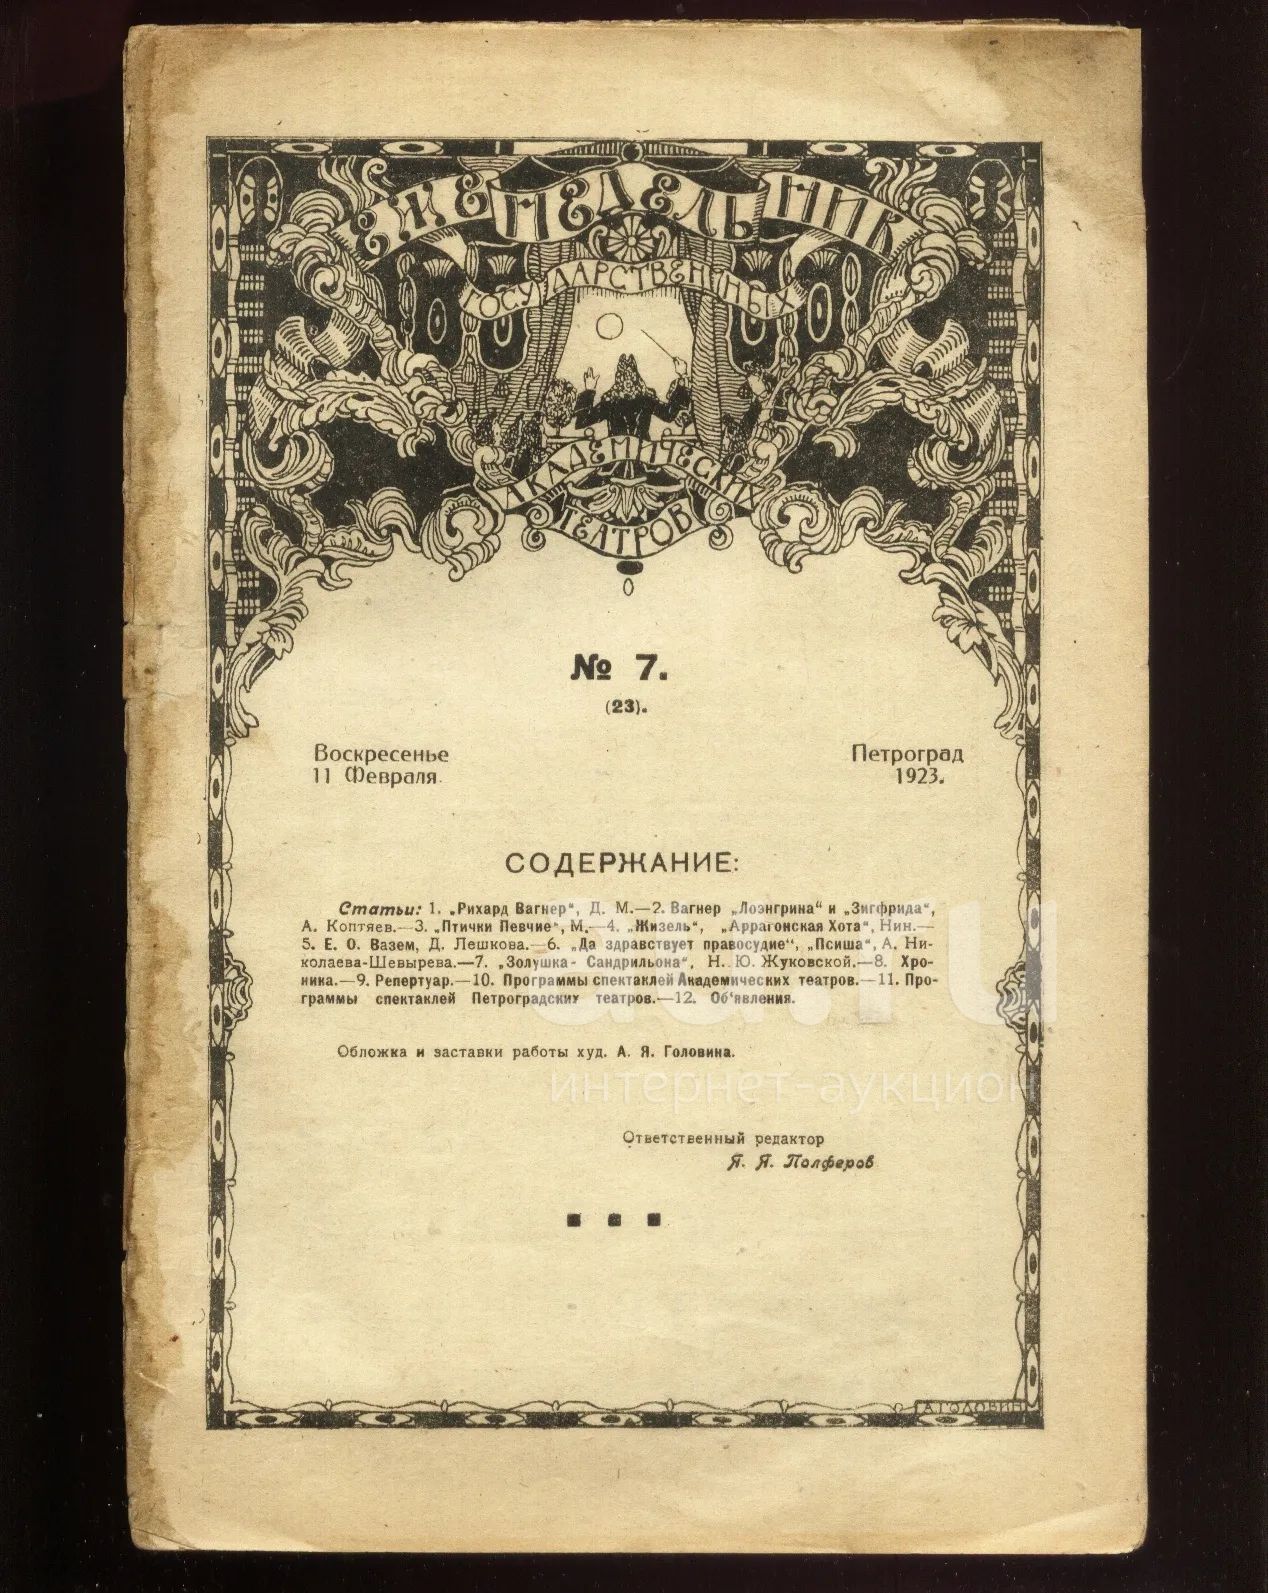 ЕЖЕНЕДЕЛЬНИК
ГОСУДАРСТВЕННЫХ
АКАДЕМИЧЕСКИХ
ТЕАТРОВ
№ 7.
(23).
Воскресенье
11 Февраля.
Петроград
1923.
СОДЕРЖАНИЕ:
Статьи: 1. „Рихард Вагнер“, Д. М.—2. Вагнер „Лоэнгрина“ и „Зигфрида“,
А. Коптяев.—3. „Птички Певчие“, М.—4. „Жизель“, „Аррагонская Хота“, Нин.—
5. Е. О. Вазем, Д. Лешкова.—6. „Да здравствует правосудие“, „Псиша“, А. Ни-
колаева-Шевырева.—7. „Золушка- Сандрильона“, Н. Ю. Жуковской.—8. Хро-
ника.—9. Репертуар.—10. Программы спектаклей Академических театров.—11. Про-
граммы спектаклей Петроградских театров.—12. Об'явления.
Обложка и заставки работы худ. А. Я. Головина.
интернет-аукцион
Ответственный редактор
Я. Я. Полферов
А ГОЛОВИН